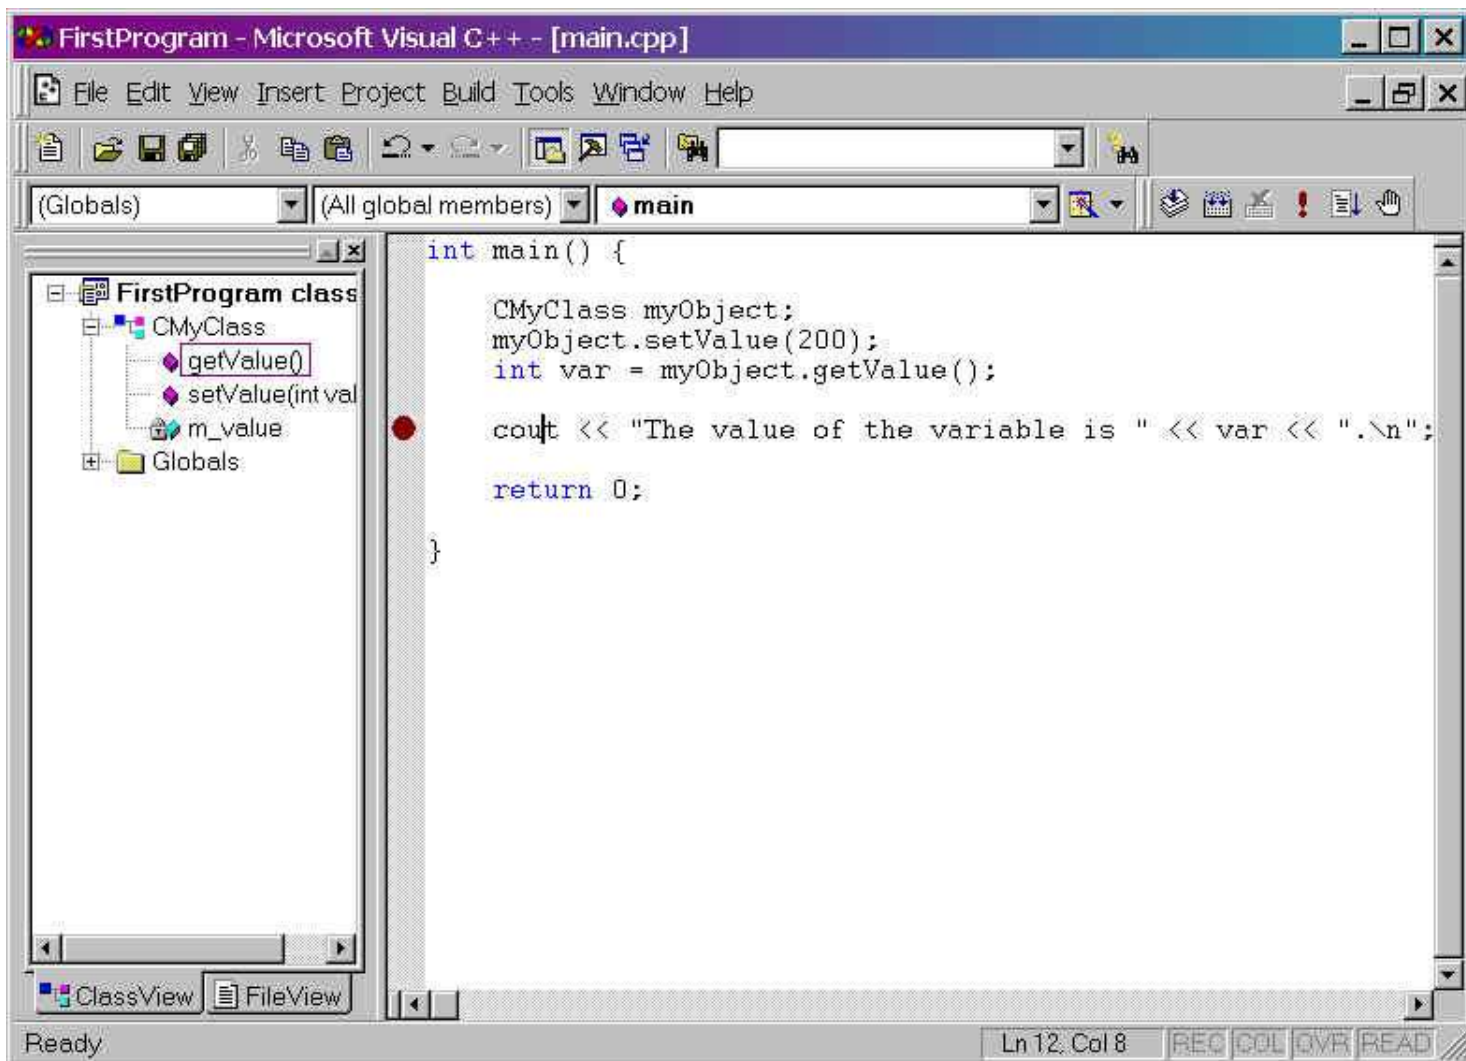 FirstProgram - Microsoft Visual C++ - [main.cpp]
File Edit View Insert Project Build Tools Window Help
(Globals) (All global members) main
FirstProgram class
CMyClass
getValue()
setValue(int val
m_value
Globals
ClassView FileView
int main() {
CMyClass myObject;
myObject.setValue(200);
int var = myObject.getValue();
cout << "The value of the variable is " << var << ".\n";
return 0;
}
Ready Ln 12, Col 8 REC COL OVR READ